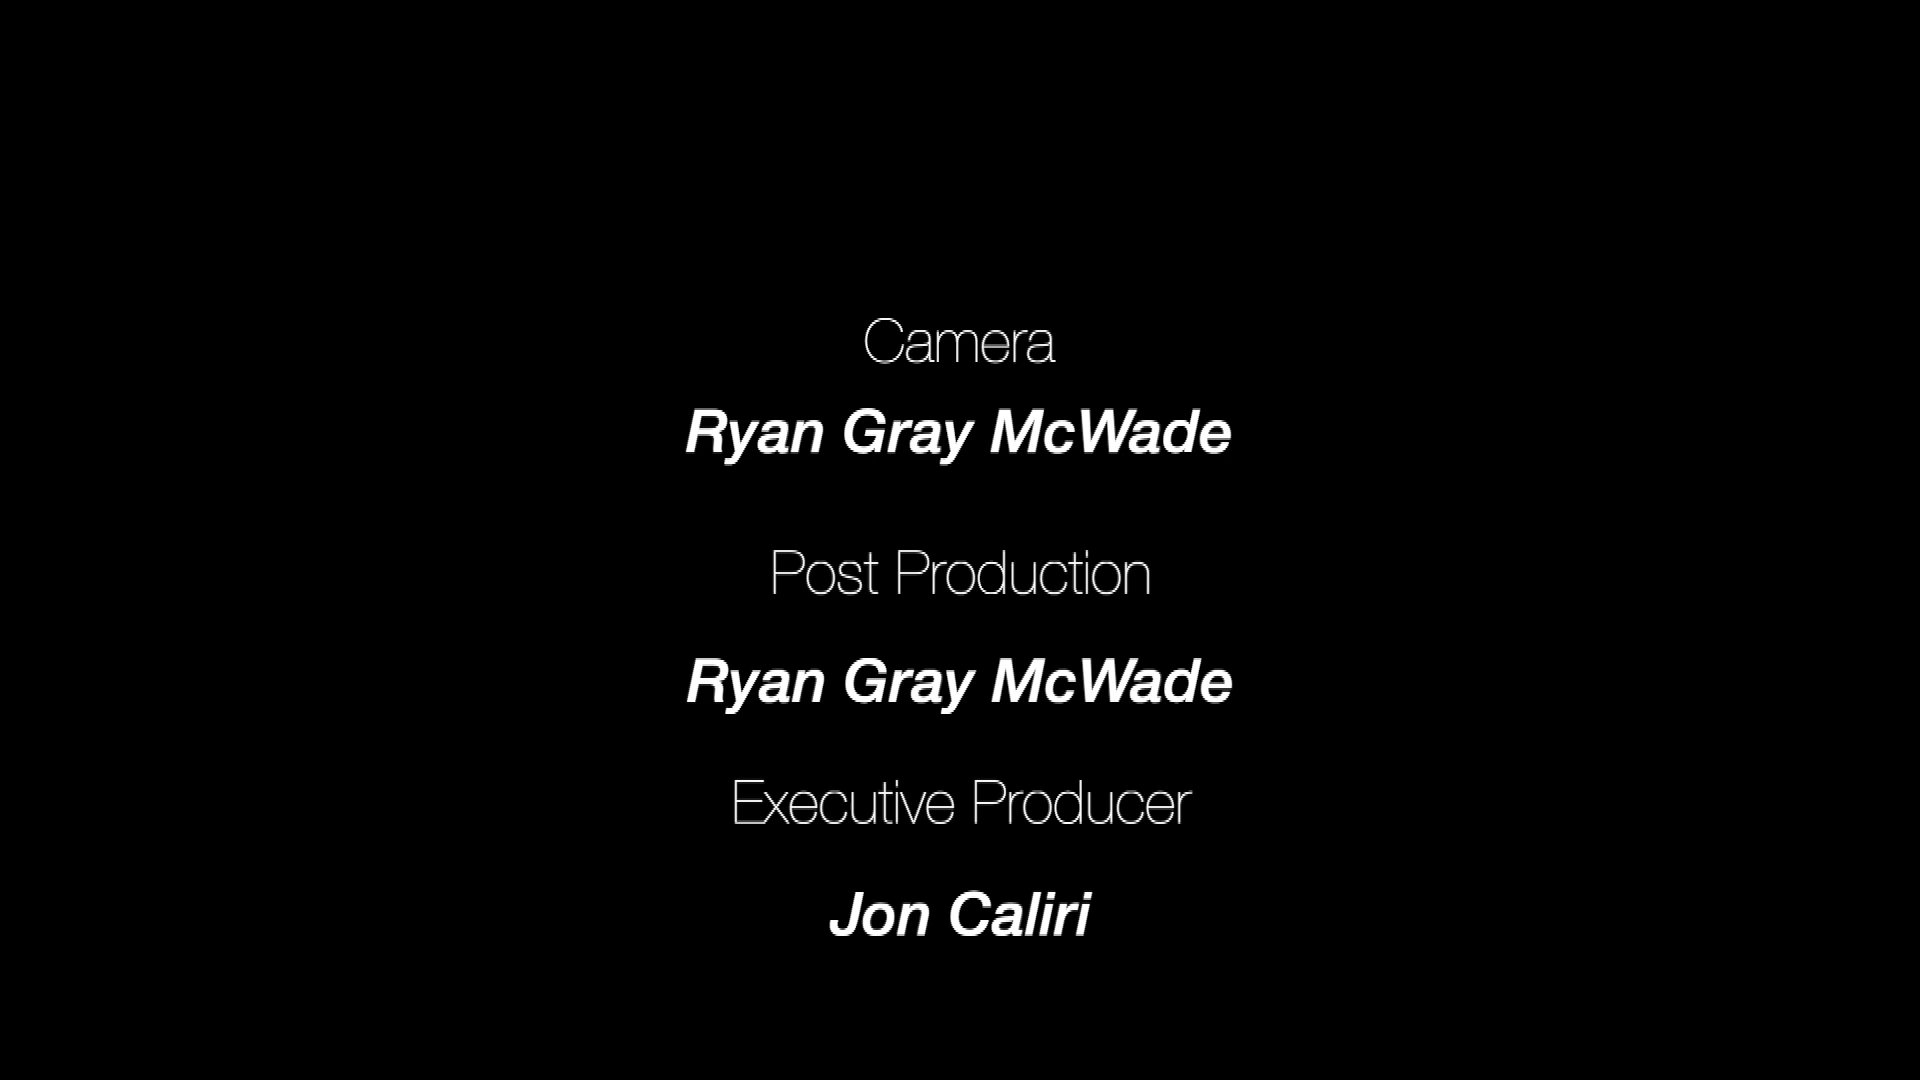 Camera
Ryan Gray McWade
Post Production
Ryan Gray McWade
Executive Producer
Jon Caliri